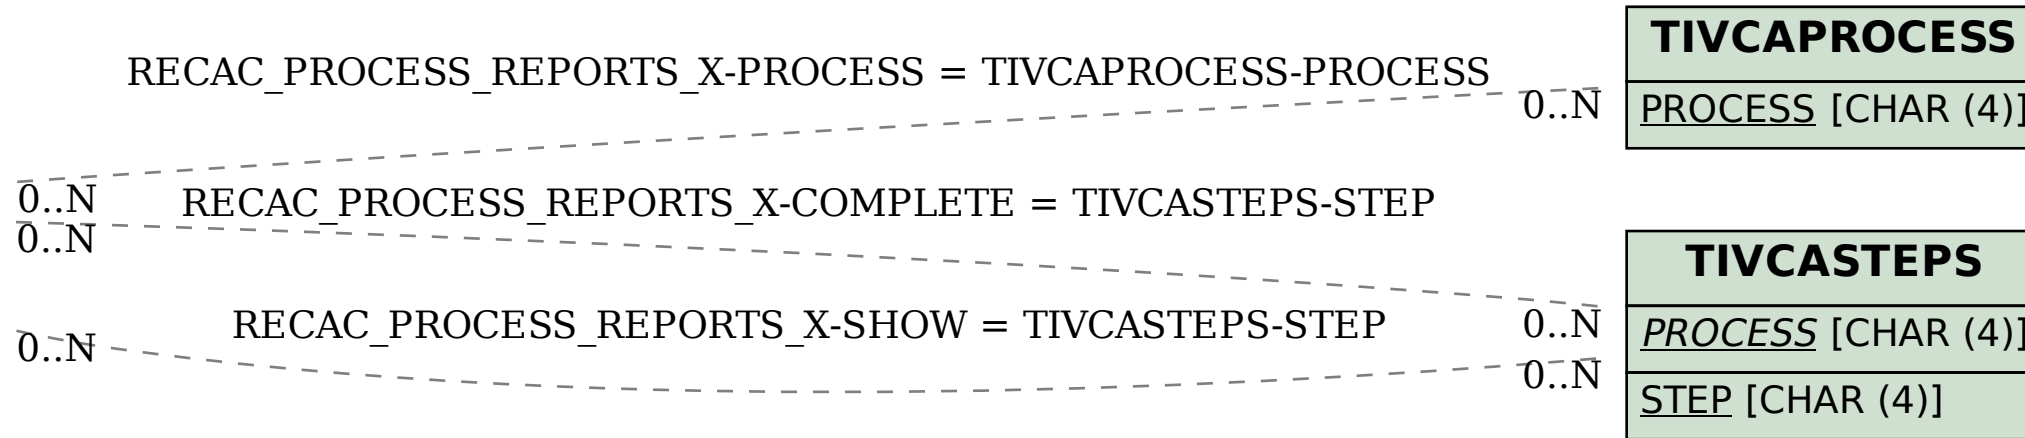 TIVCAPROCESS
RECAC_PROCESS_REPORTS_X-PROCESS = TIVCAPROCESS-PROCESS
0..N
PROCESS [CHAR (4)]
0..N
RECAC_PROCESS_REPORTS_X-COMPLETE = TIVCASTEPS-STEP
0..N
TIVCASTEPS
RECAC_PROCESS_REPORTS_X-SHOW = TIVCASTEPS-STEP
0..N
PROCESS [CHAR (4)]
0..N
0..N
STEP [CHAR (4)]